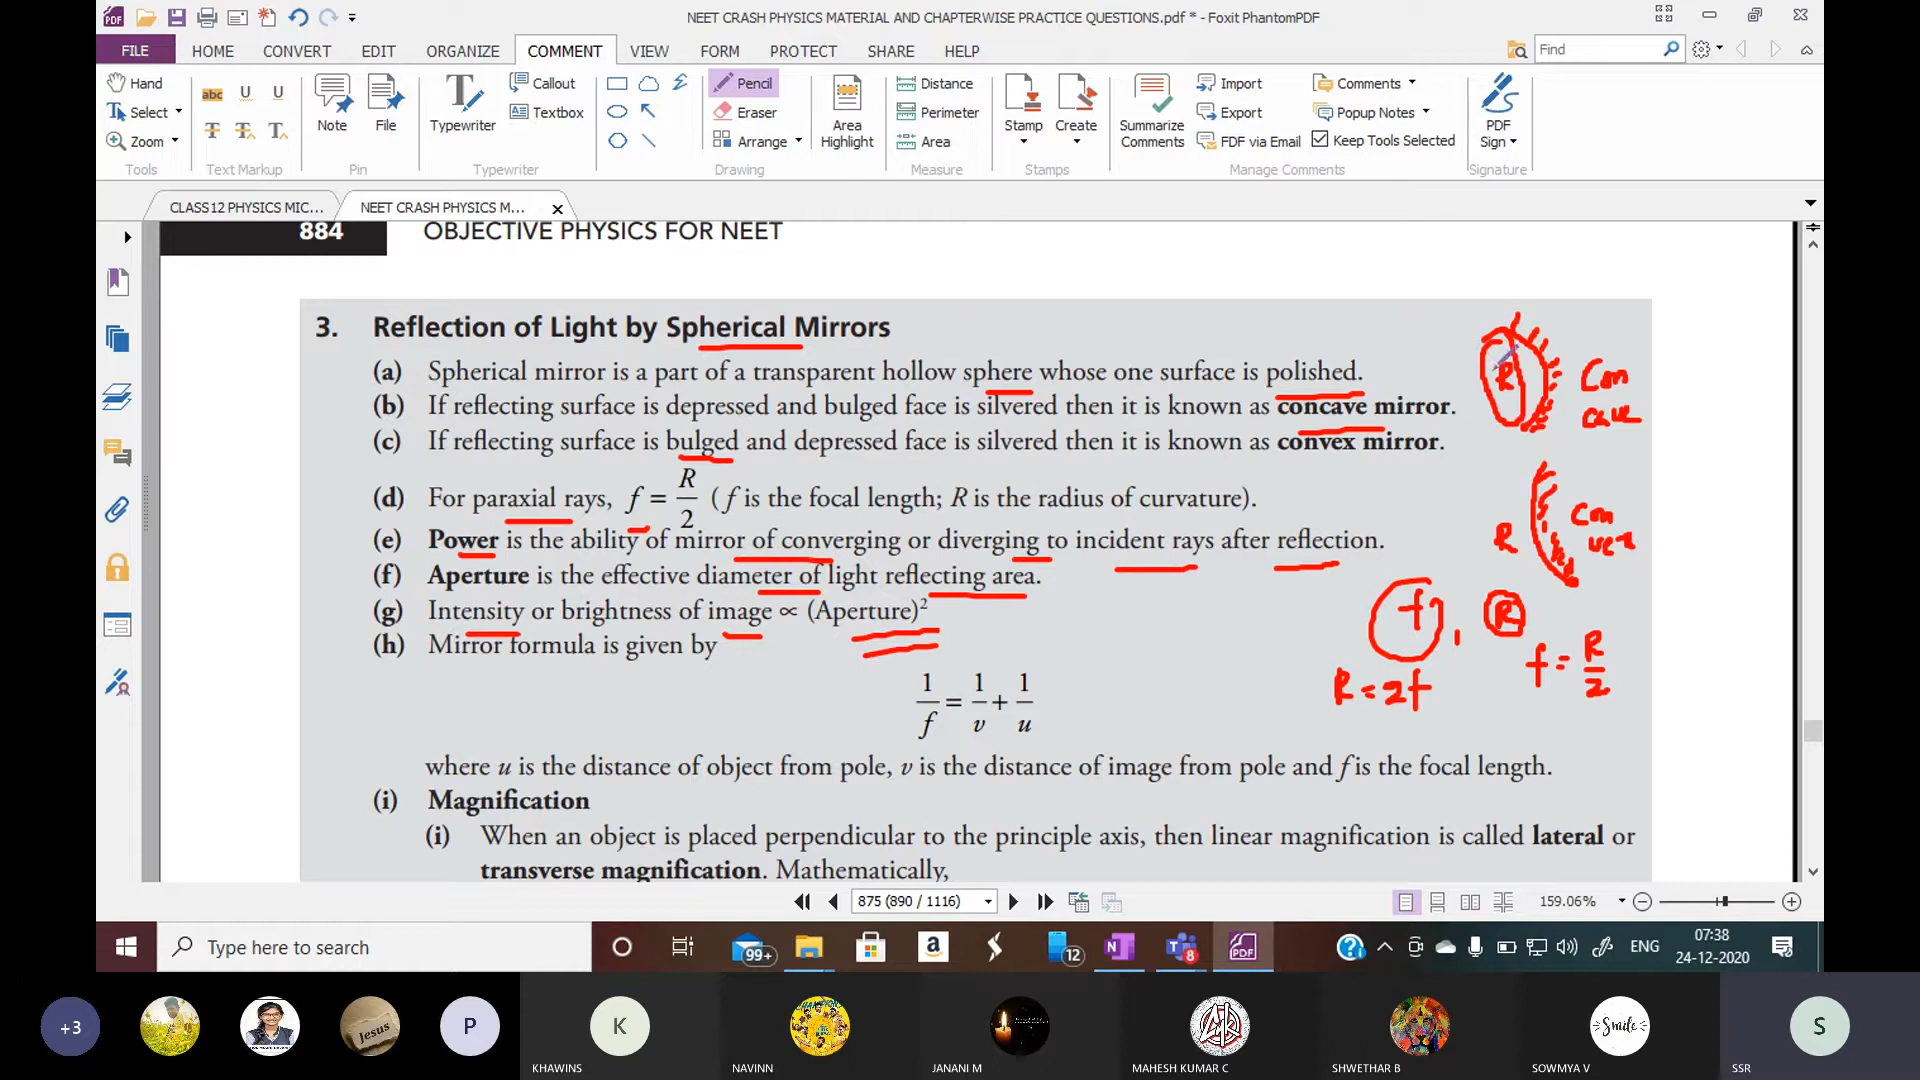 NEET CRASH PHYSICS MATERIAL AND CHAPTERWISE PRACTICE QUESTIONS.pdf * - Foxit PhantomPDF
FILE HOME CONVERT EDIT ORGANIZE COMMENT VIEW FORM PROTECT SHARE HELP Find
Hand Select Zoom
Tools
abc U U T T T
Text Markup
Note File
Pin
Typewriter Callout Textbox
Typewriter
Pencil Eraser Arrange
Drawing
Area Highlight
Distance Perimeter Area
Measure
Stamp Create
Stamps
Summarize Comments Import Export FDF via Email Comments Popup Notes Keep Tools Selected
Manage Comments
PDF Sign
Signature
CLASS12 PHYSICS MIC... NEET CRASH PHYSICS M...
884 OBJECTIVE PHYSICS FOR NEET
3. Reflection of Light by Spherical Mirrors
(a) Spherical mirror is a part of a transparent hollow sphere whose one surface is polished.
(b) If reflecting surface is depressed and bulged face is silvered then it is known as concave mirror.
(c) If reflecting surface is bulged and depressed face is silvered then it is known as convex mirror.
(d) For paraxial rays, f = R/2 ( f is the focal length; R is the radius of curvature).
(e) Power is the ability of mirror of converging or diverging to incident rays after reflection.
(f) Aperture is the effective diameter of light reflecting area.
(g) Intensity or brightness of image ∝ (Aperture)²
(h) Mirror formula is given by
1/f = 1/v + 1/u
where u is the distance of object from pole, v is the distance of image from pole and f is the focal length.
(i) Magnification
(i) When an object is placed perpendicular to the principle axis, then linear magnification is called lateral or
transverse magnification. Mathematically,
R Con
cave
R Con
vex
f, R
f = R/2
R = 2f
875 (890 / 1116) 159.06%
Type here to search 99+ 12 8 ENG 07:38
24-12-2020
+3 Jesus P K Smile S
KHAWINS NAVINN JANANI M MAHESH KUMAR C SHWETHAR B SOWMYA V SSR